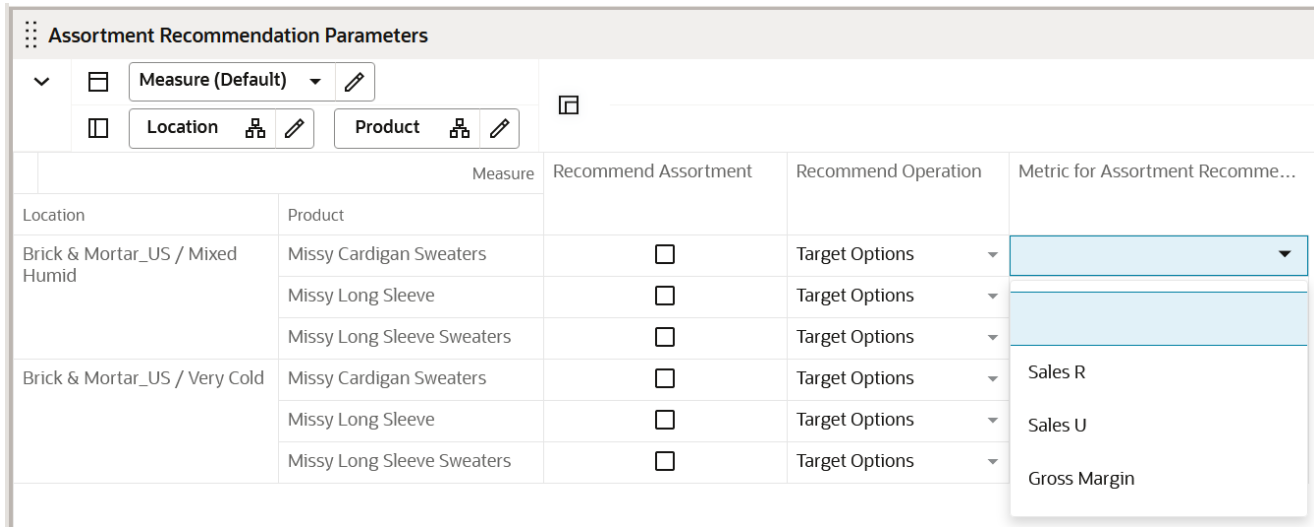 Assortment Recommendation Parameters
Measure (Default)
Location Product
Measure Recommend Assortment Recommend Operation Metric for Assortment Recomme...
Location Product
Brick & Mortar_US / Mixed Humid
Missy Cardigan Sweaters Target Options
Missy Long Sleeve Target Options
Missy Long Sleeve Sweaters Target Options
Brick & Mortar_US / Very Cold Missy Cardigan Sweaters Target Options
Missy Long Sleeve Target Options
Missy Long Sleeve Sweaters Target Options
Sales R
Sales U
Gross Margin